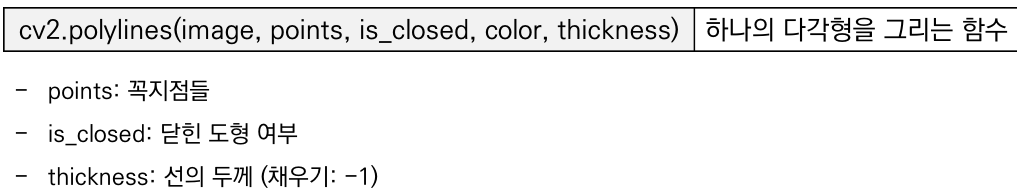 cv2.polylines(image, points, is_closed, color, thickness) 하나의 다각형을 그리는 함수
- points: 꼭지점들
- is_closed: 닫힌 도형 여부
- thickness: 선의 두께 (채우기: -1)